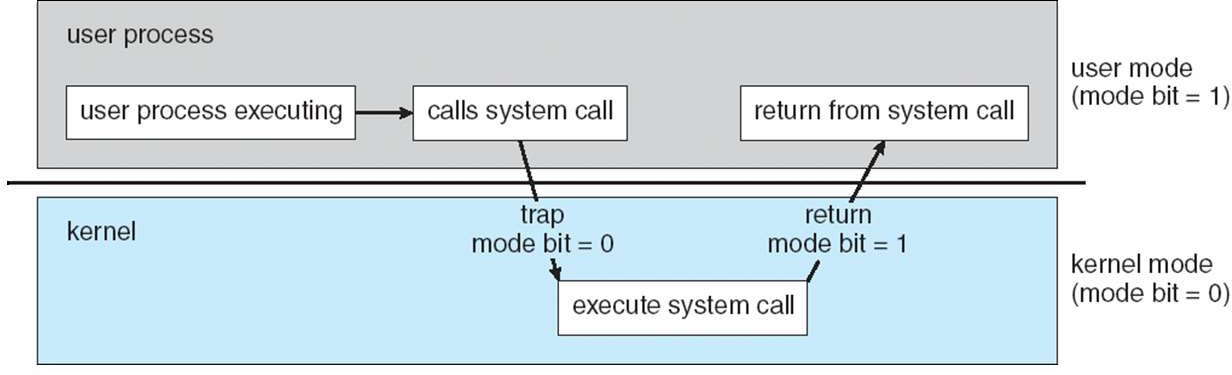 user process
user process executing
calls system call
return from system call
user mode
(mode bit = 1)
trap
mode bit = 0
return
mode bit = 1
kernel
execute system call
kernel mode
(mode bit = 0)